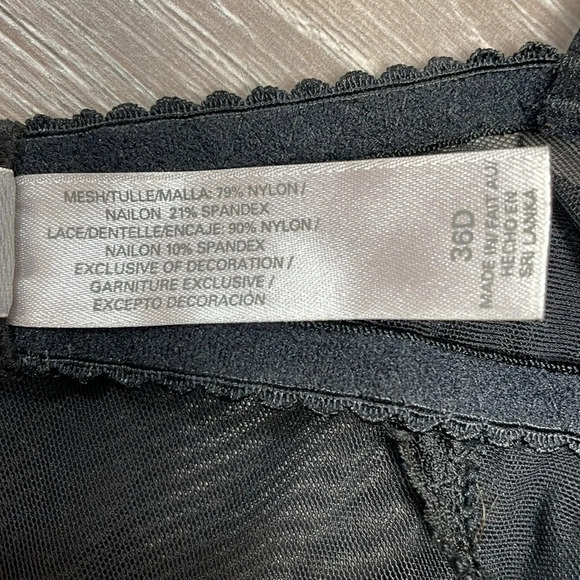 MESH/TULLE/MALLA: 79% NYLON/
NAILON 21% SPANDEX
LACE/DENTELLE/ENCAJE: 90% NYLON/
NAILON 10% SPANDEX
EXCLUSIVE OF DECORATION/
GARNITURE EXCLUSIVE/
EXCEPTO DECORACIÓN
36D
MADE IN/FAIT AU/
HECHO EN
SRI LANKA